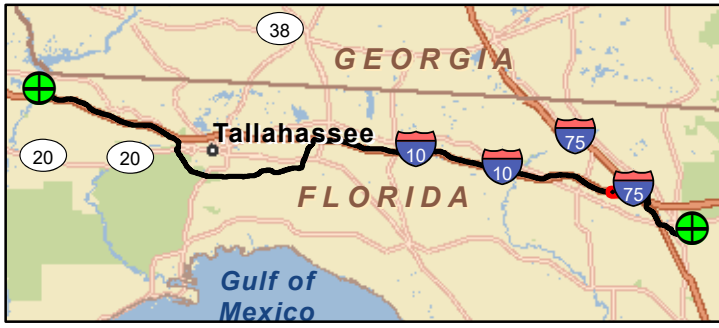 38
GEORGIA
Tallahassee
75
10
10
20
20
75
FLORIDA
Gulf of
Mexico